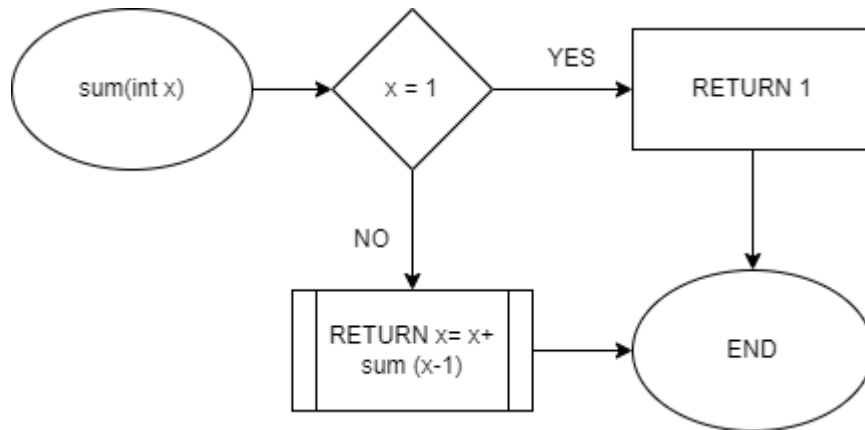 sum(int x)
x = 1
YES
RETURN 1
NO
RETURN x= x+
sum (x-1)
END